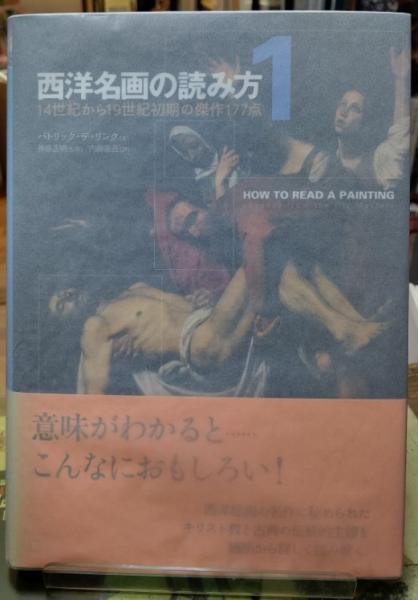 西洋名画の読み方
1
14世紀から19世紀初期の傑作177点
パトリック・デ・リンク
HOW TO READ A PAINTING
意味がわかると……
こんなにおもしろい!
西洋絵画の名作に秘められた
キリスト教と古典の伝統的主題を